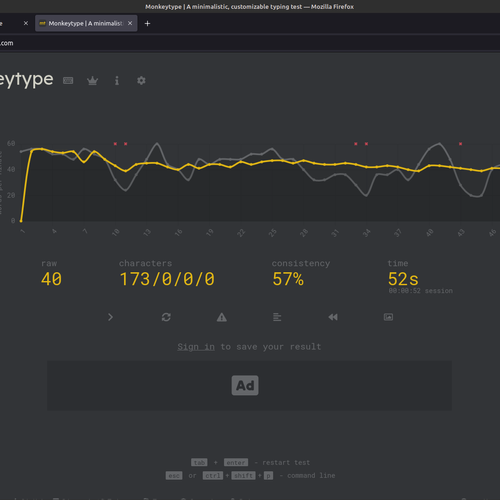 Monkeytype | A minimalistic, customizable typing test — Mozilla Firefox
e × Monkeytype | A minimalist × +
.com
eytype
60
40
20
0
1 4 7 10 13 16 19 22 25 28 31 34 37 40 43 46
raw characters consistency time
40 173/0/0/0 57% 52s
00:00:52 session
Sign in to save your result
Ad
tab + enter - restart test
esc or ctrl + shift + p - command line